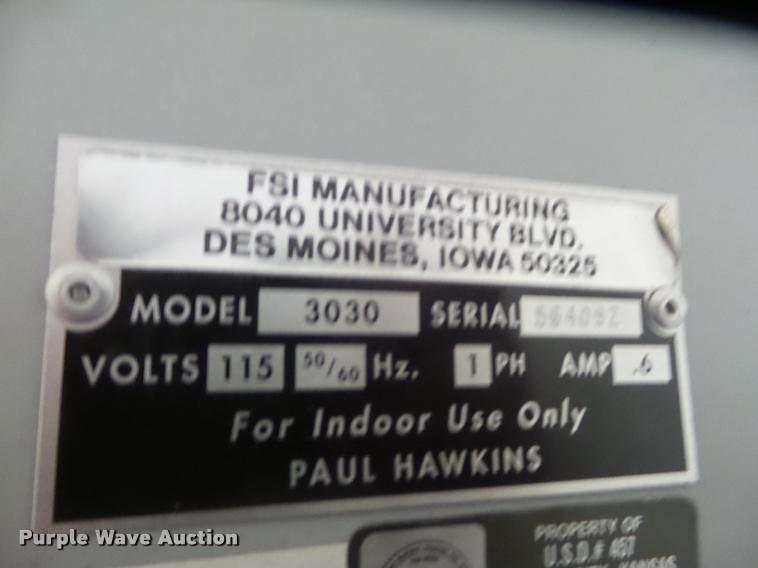 FSI MANUFACTURING
8040 UNIVERSITY BLVD.
DES MOINES, IOWA 50325
MODEL 3030 SERIAL
VOLTS 115 50/60 Hz. 1 PH AMP .6
For Indoor Use Only
PAUL HAWKINS
PROPERTY OF
U.S.D.# 457
KANSAS
Purple Wave Auction